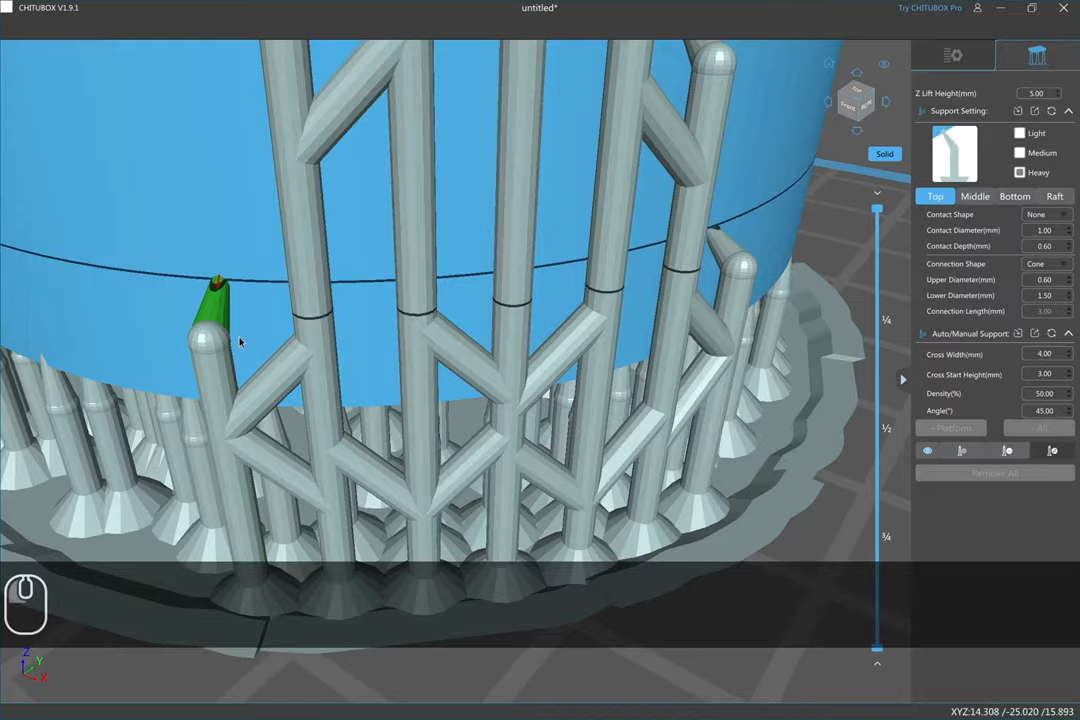 CHITUBOX V1.9.1
untitled*
Try CHITUBOX Pro
Z Lift Height(mm) 5.00
Support Setting:
Light
Medium
Heavy
Top Middle Bottom Raft
Contact Shape None
Contact Diameter(mm) 1.00
Contact Depth(mm) 0.60
Connection Shape Cone
Upper Diameter(mm) 0.60
Lower Diameter(mm) 1.50
Connection Length(mm) 3.00
Auto/Manual Support:
Cross Width(mm) 4.00
Cross Start Height(mm) 3.00
Density(%) 50.00
Angle(°) 45.00
+Platform +All
Remove All
Top
Front
Solid
¼
½
¾
Z
Y
X
XYZ:14.308 /-25.020 /15.893